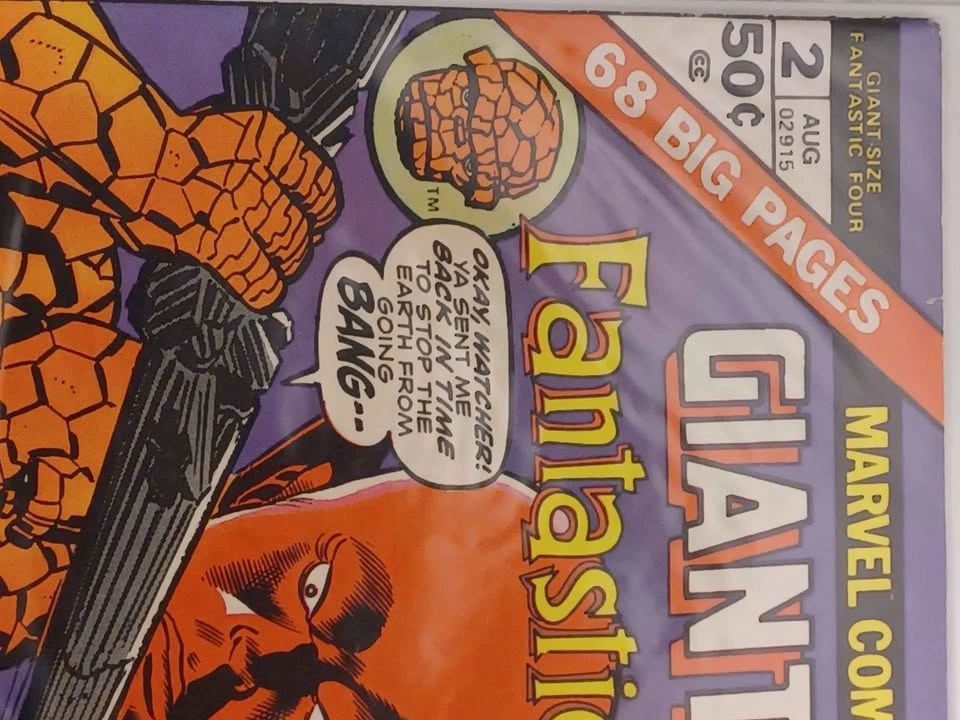 GIANT-SIZE
FANTASTIC FOUR
MARVEL COM
2
AUG
02915
50¢
CC
68 BIG PAGES
GIANT
Fantastic
TM
OKAY, WATCHER!
YA SENT ME
BACK IN TIME
TO STOP THE
EARTH FROM
GOING
BANG--